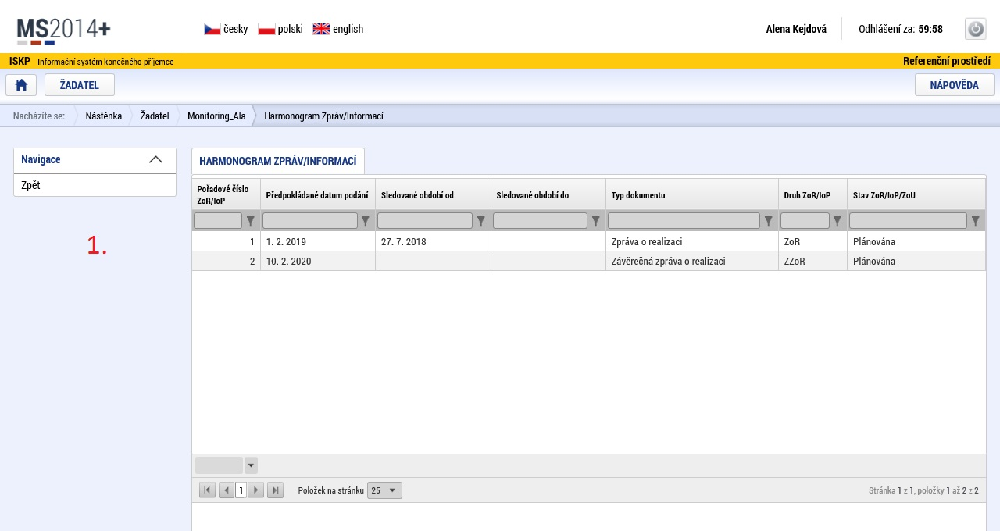 MS2014+
česky polski english
Alena Kejdová
Odhlášení za: 59:58
ISKP Informační systém konečného příjemce
Referenční prostředí
ŽADATEL
NÁPOVĚDA
Nacházíte se: Nástěnka Žadatel Monitoring_Ala Harmonogram Zpráv/Informací
Navigace
Zpět
1.
HARMONOGRAM ZPRÁV/INFORMACÍ
Pořadové číslo
ZoR/IoP
Předpokládané datum podání
Sledované období od
Sledované období do
Typ dokumentu
Druh ZoR/IoP
Stav ZoR/IoP/ZoU
1 1. 2. 2019 27. 7. 2018 Zpráva o realizaci ZoR Plánována
2 10. 2. 2020 Závěrečná zpráva o realizaci ZZoR Plánována
1 Položek na stránku 25
Stránka 1 z 1, položky 1 až 2 z 2